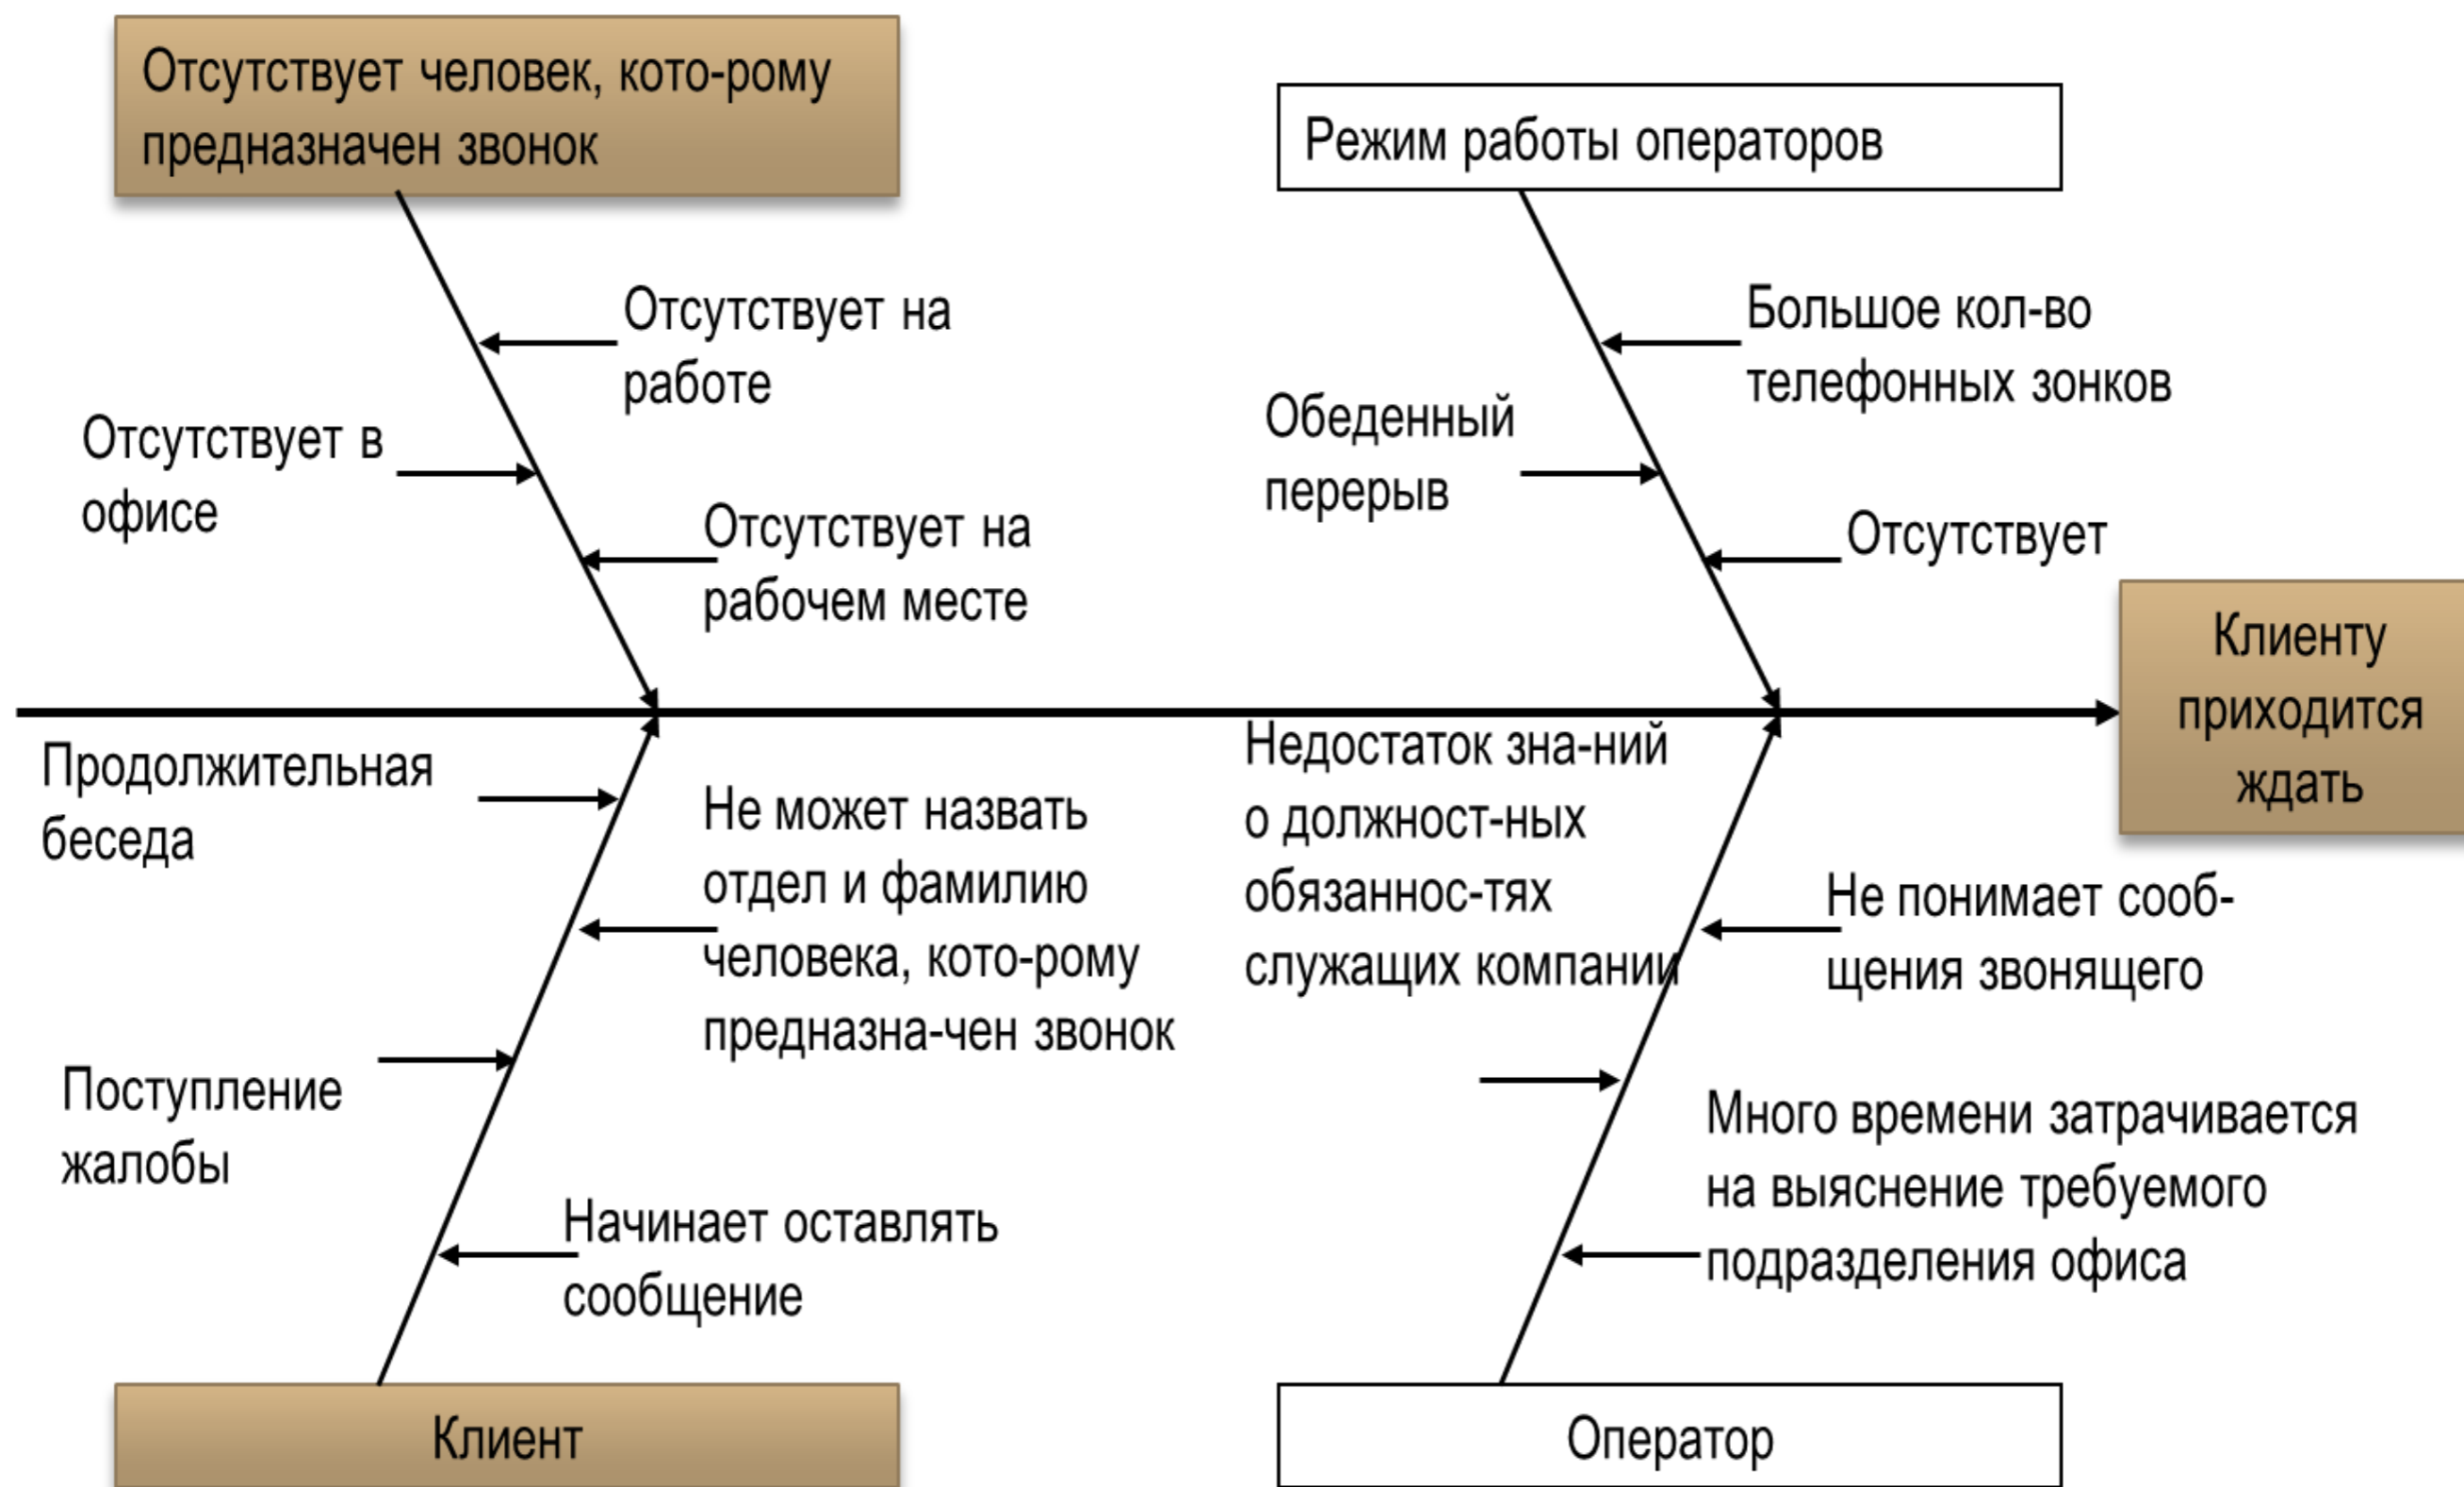 Отсутствует человек, кото-рому
предназначен звонок
Режим работы операторов
Отсутствует на
работе
Большое кол-во
телефонных зонков
Отсутствует в
офисе
Обеденный
перерыв
Отсутствует на
рабочем месте
Отсутствует
Клиенту
приходится
ждать
Продолжительная
беседа
Не может назвать
отдел и фамилию
человека, кото-рому
предназна-чен звонок
Недостаток зна-ний
о должност-ных
обязаннос-тях
служащих компании
Не понимает сооб-
щения звонящего
Поступление
жалобы
Много времени затрачивается
на выяснение требуемого
подразделения офиса
Начинает оставлять
сообщение
Клиент
Оператор